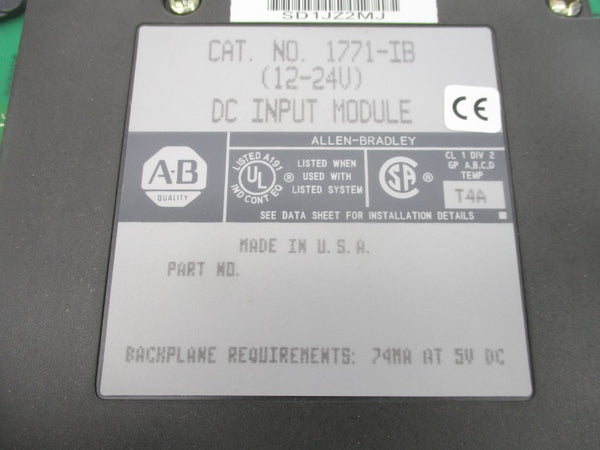 SD1JZ2MJ
CAT. NO. 1771-IB
(12-24V)
DC INPUT MODULE
CE
ALLEN-BRADLEY
A-B
QUALITY
LISTED A191
UL ®
IND CONT EQ
LISTED WHEN
USED WITH
LISTED SYSTEM
SA ®
CL 1 DIV 2
GP A,B,C,D
TEMP
T4A
SEE DATA SHEET FOR INSTALLATION DETAILS
MADE IN U.S.A.
PART NO.
BACKPLANE REQUIREMENTS: 74MA AT 5V DC